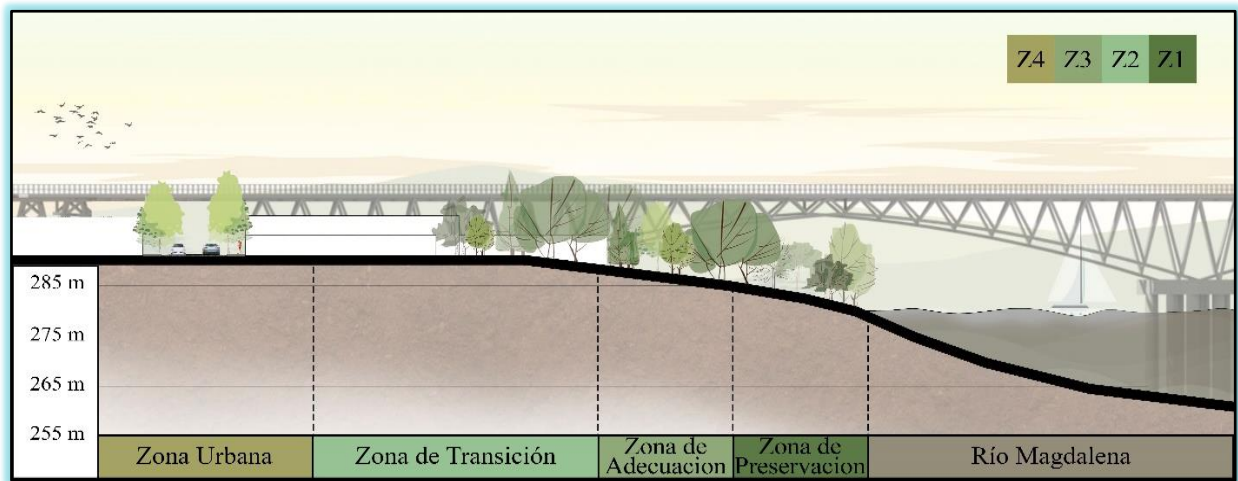 Z4 Z3 Z2 Z1
285 m
275 m
265 m
255 m
Zona Urbana
Zona de Transición
Zona de
Adecuacion
Zona de
Preservacion
Río Magdalena